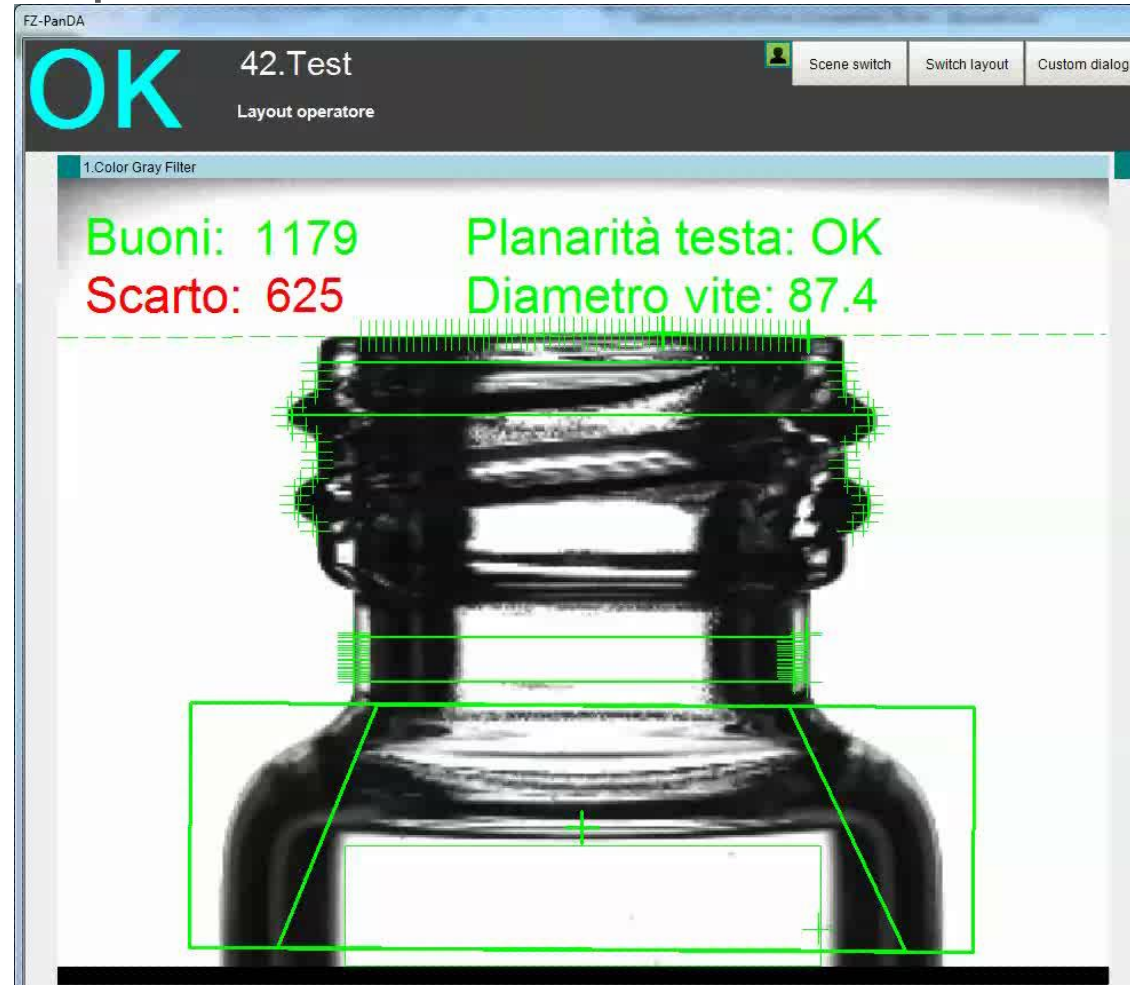 FZ-PanDA
OK
42.Test
Layout operatore
Scene switch
Switch layout
Custom dialog
1.Color Gray Filter
Buoni: 1179
Planarità testa: OK
Scarto: 625
Diametro vite: 87.4